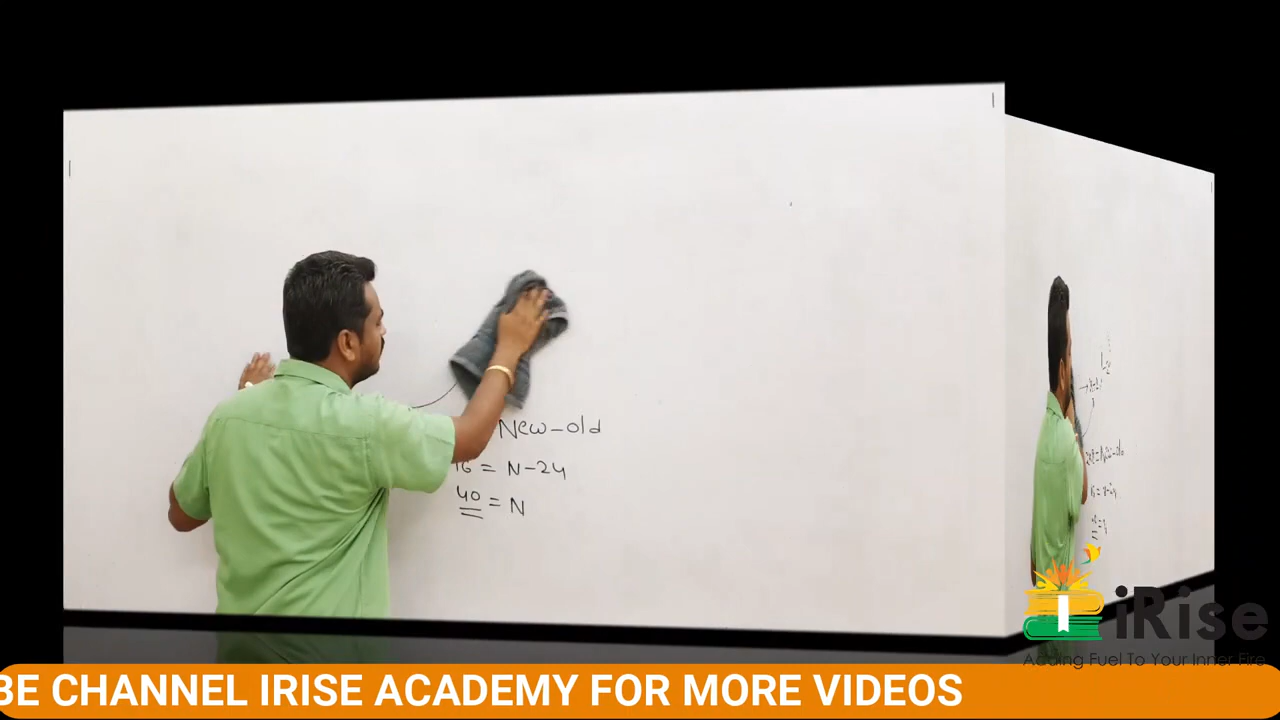 New-old
16 = N-24
40 = N
iRise
Adding Fuel To Your Inner Fire
BE CHANNEL IRISE ACADEMY FOR MORE VIDEOS